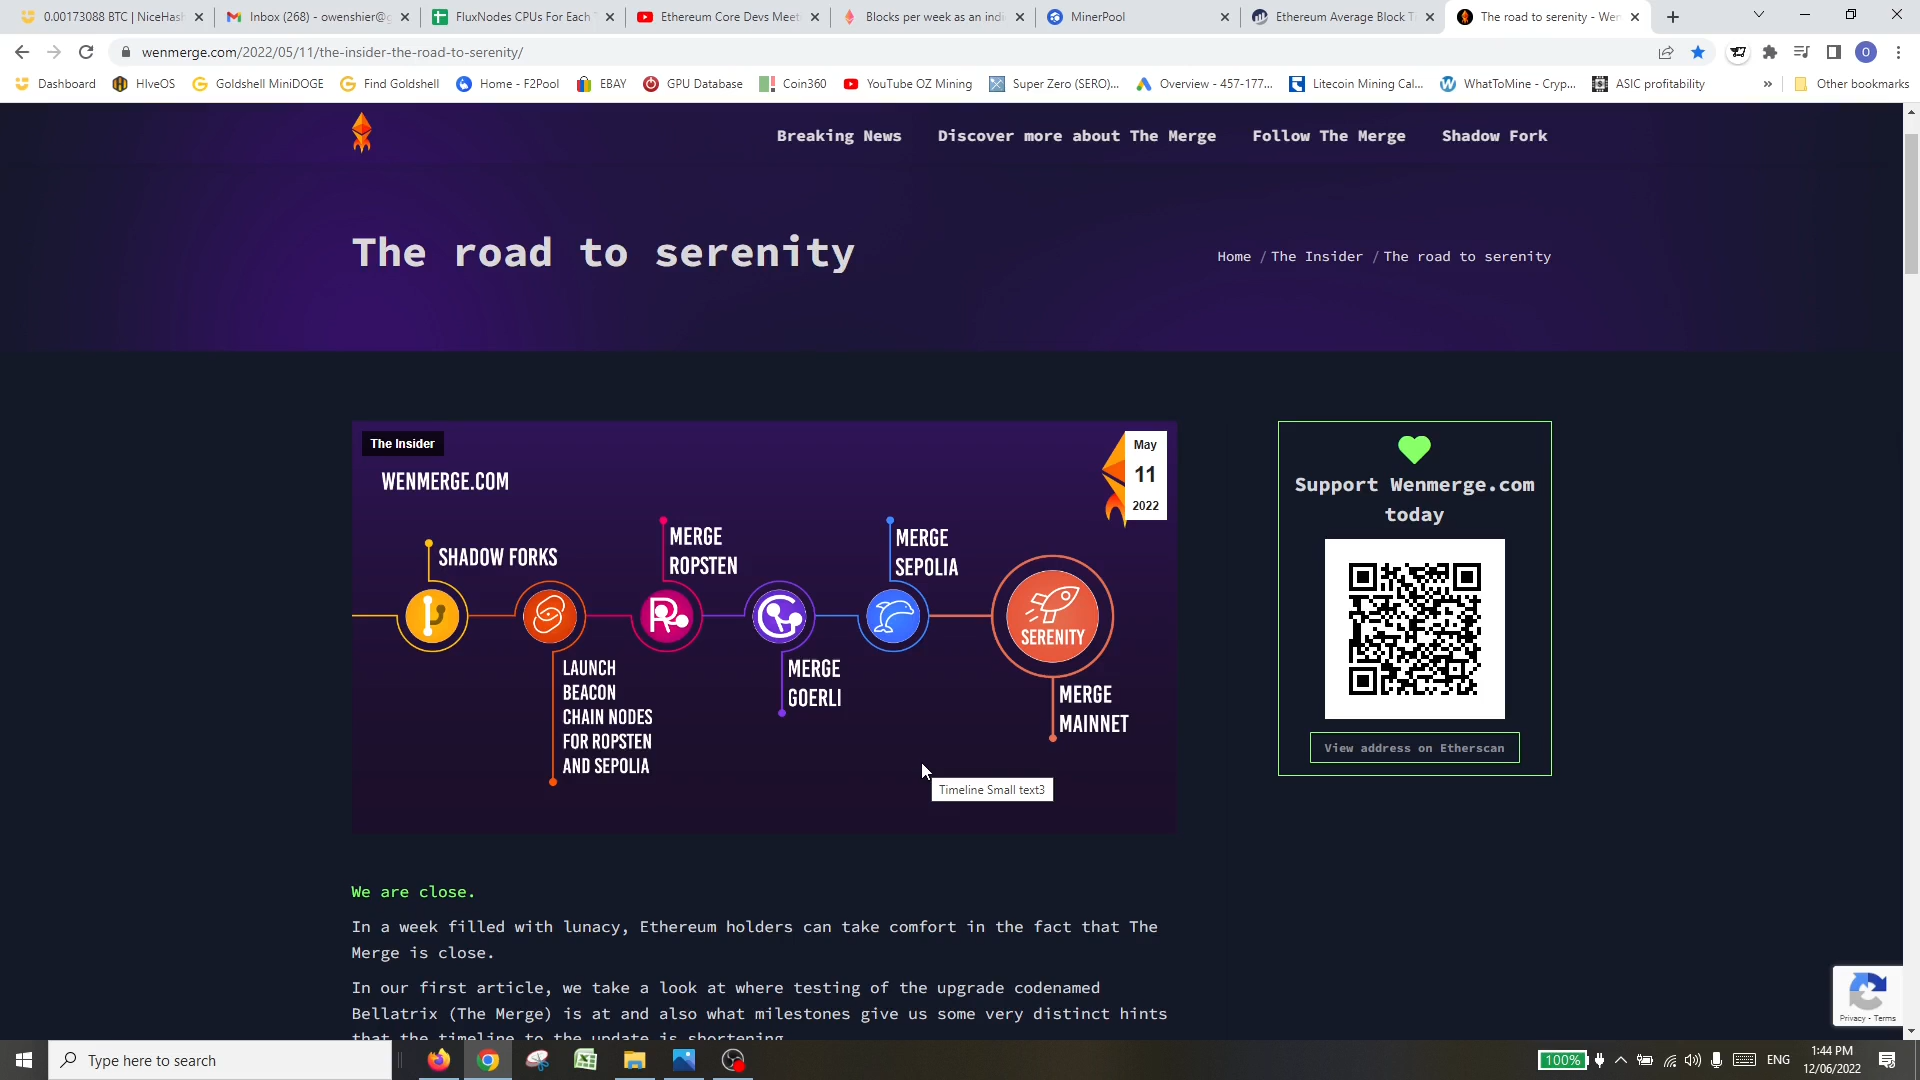 0.00173088 BTC | NiceHas
Inbox (268) - owenshier@g
FluxNodes CPUs For Each
Ethereum Core Devs Meet
Blocks per week as an indi
MinerPool
Ethereum Average Block T
The road to serenity - Wen
wenmerge.com/2022/05/11/the-insider-the-road-to-serenity/
O
Dashboard
HIveOS
Goldshell MiniDOGE
Find Goldshell
Home - F2Pool
EBAY
GPU Database
Coin360
YouTube OZ Mining
Super Zero (SERO)...
Overview - 457-177...
Litecoin Mining Cal...
WhatToMine - Cryp...
ASIC profitability
»
Other bookmarks
Breaking News
Discover more about The Merge
Follow The Merge
Shadow Fork
The road to serenity
Home / The Insider / The road to serenity
The Insider
WENMERGE.COM
May
11
2022
SHADOW FORKS
LAUNCH
BEACON
CHAIN NODES
FOR ROPSTEN
AND SEPOLIA
MERGE
ROPSTEN
MERGE
GOERLI
MERGE
SEPOLIA
SERENITY
MERGE
MAINNET
Timeline Small text3
Support Wenmerge.com
today
View address on Etherscan
We are close.
In a week filled with lunacy, Ethereum holders can take comfort in the fact that The
Merge is close.
In our first article, we take a look at where testing of the upgrade codenamed
Bellatrix (The Merge) is at and also what milestones give us some very distinct hints
that the timeline to the update is shortening.
Privacy - Terms
Type here to search
100%
ENG
1:44 PM
12/06/2022